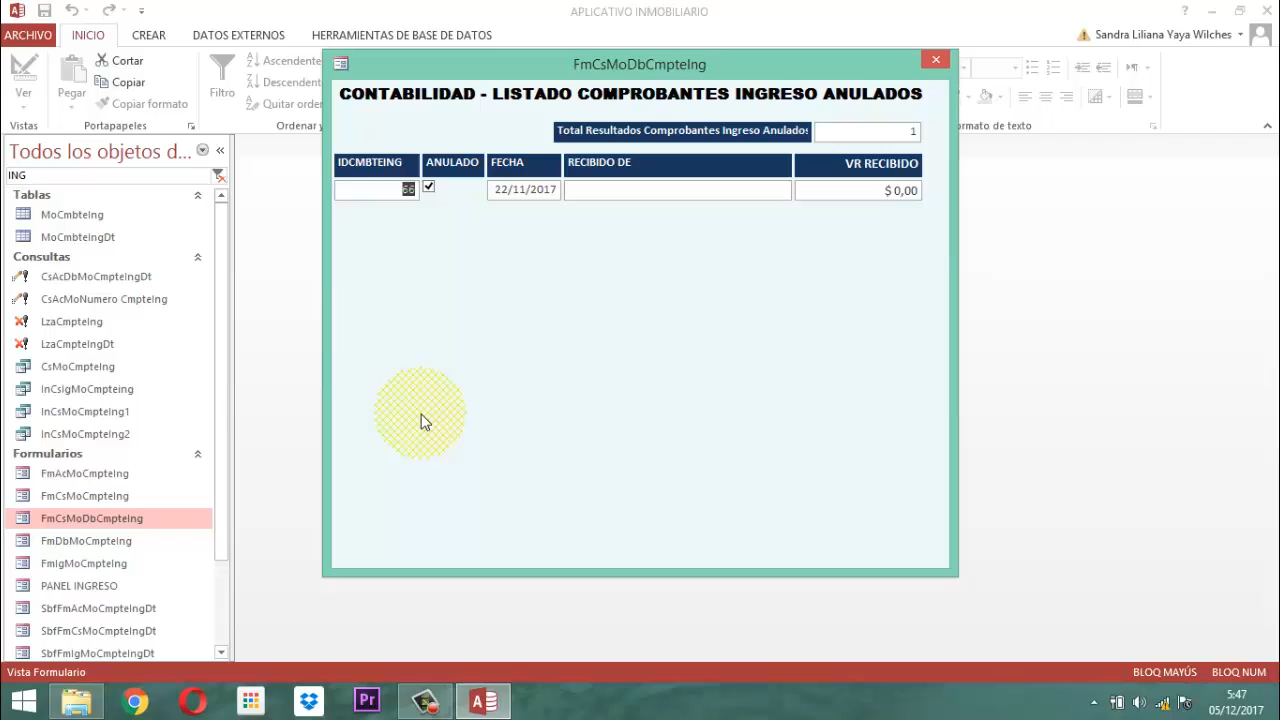 APLICATIVO INMOBILIARIO
?
ARCHIVO INICIO CREAR DATOS EXTERNOS HERRAMIENTAS DE BASE DE DATOS
Sandra Liliana Yaya Wilches
Ver
Vistas
Pegar
Cortar
Copiar
Copiar formato
Portapapeles
Filtro
Ascendente
Descendent
Quitar orden
Ordenar y
ormato de texto
Todos los objetos d...
ING
Tablas
MoCmbteIng
MoCmbteIngDt
Consultas
CsAcDbMoCmpteIngDt
CsAcMoNumero CmpteIng
LzaCmpteIng
LzaCmpteIngDt
CsMoCmpteIng
InCsIgMoCmpteIng
InCsMoCmpteIng1
InCsMoCmpteIng2
Formularios
FmAcMoCmpteIng
FmCsMoCmpteIng
FmCsMoDbCmpteIng
FmDbMoCmpteIng
FmIgMoCmpteIng
PANEL INGRESO
SbfFmAcMoCmpteIngDt
SbfFmCsMoCmpteIngDt
SbfFmIgMoCmpteIngDt
FmCsMoDbCmpteIng
CONTABILIDAD - LISTADO COMPROBANTES INGRESO ANULADOS
Total Resultados Comprobantes Ingreso Anulados 1
IDCMBTEING ANULADO FECHA RECIBIDO DE VR RECIBIDO
66 22/11/2017 $ 0,00
Vista Formulario
BLOQ MAYÚS BLOQ NUM
Pr
5:47
05/12/2017